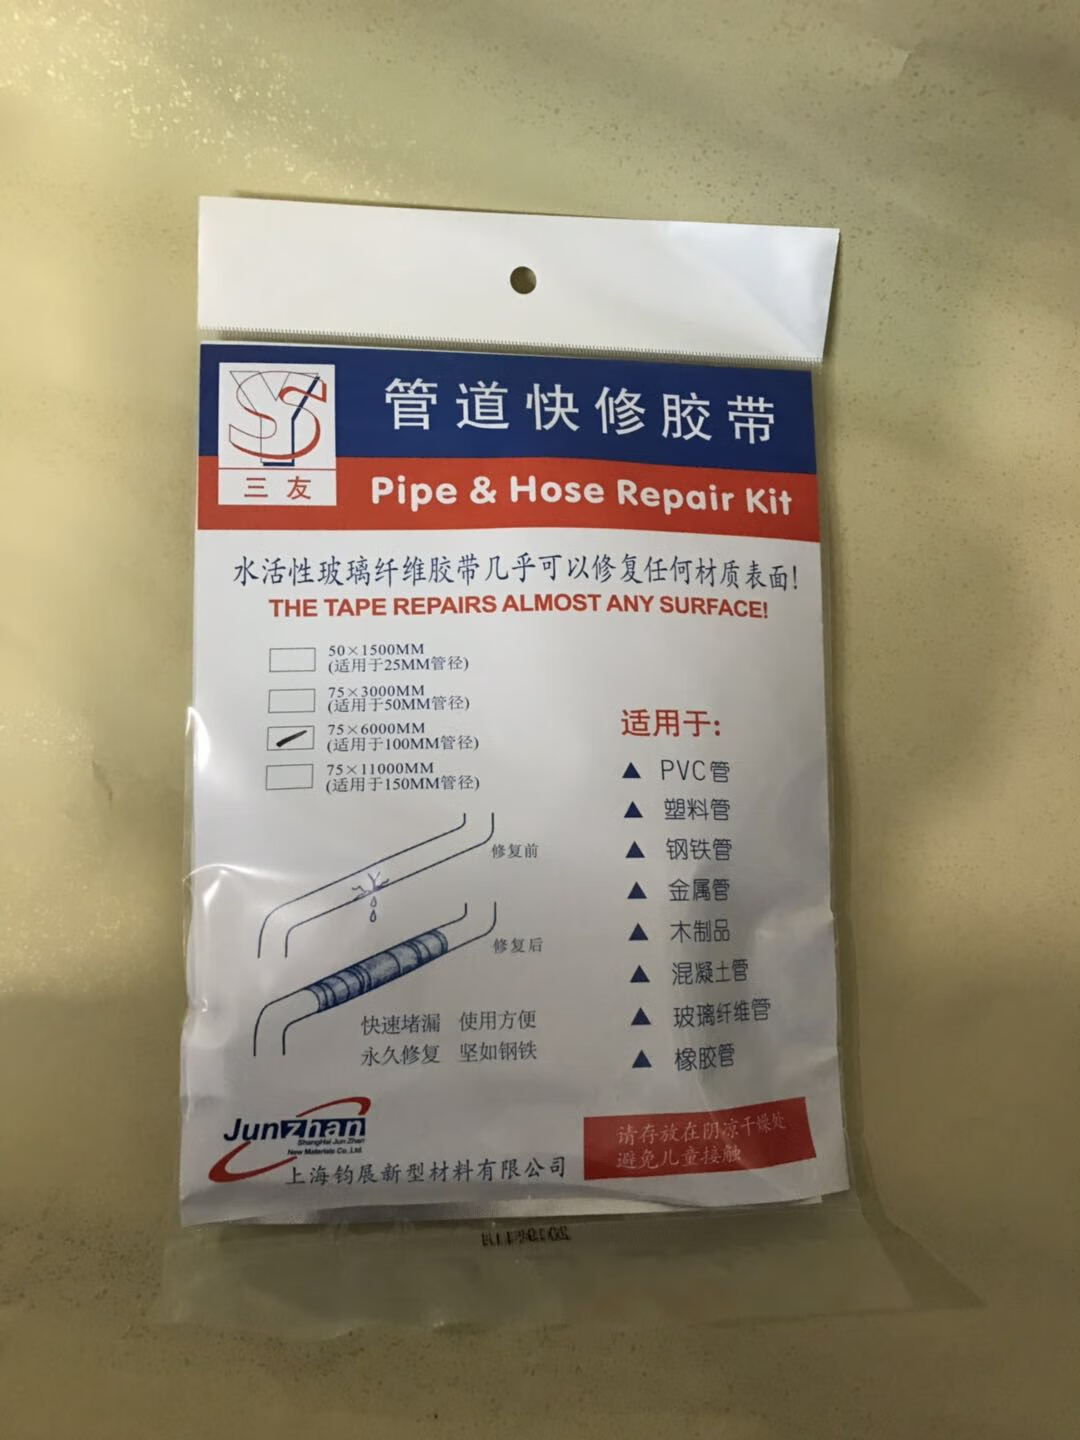 三友
管道快修胶带
Pipe & Hose Repair Kit
水活性玻璃纤维胶带几乎可以修复任何材质表面!
THE TAPE REPAIRS ALMOST ANY SURFACE!
50×1500MM
(适用于25MM管径)
75×3000MM
(适用于50MM管径)
75×6000MM
(适用于100MM管径)
75×11000MM
(适用于150MM管径)
适用于:
▲ PVC管
▲ 塑料管
▲ 钢铁管
▲ 金属管
▲ 木制品
▲ 混凝土管
▲ 玻璃纤维管
▲ 橡胶管
修复前
修复后
快速堵漏 使用方便
永久修复 坚如钢铁
Junzhan
ShangHai Jun Zhan
New Materials Co.,Ltd.
上海钧展新型材料有限公司
请存放在阴凉干燥处
避免儿童接触